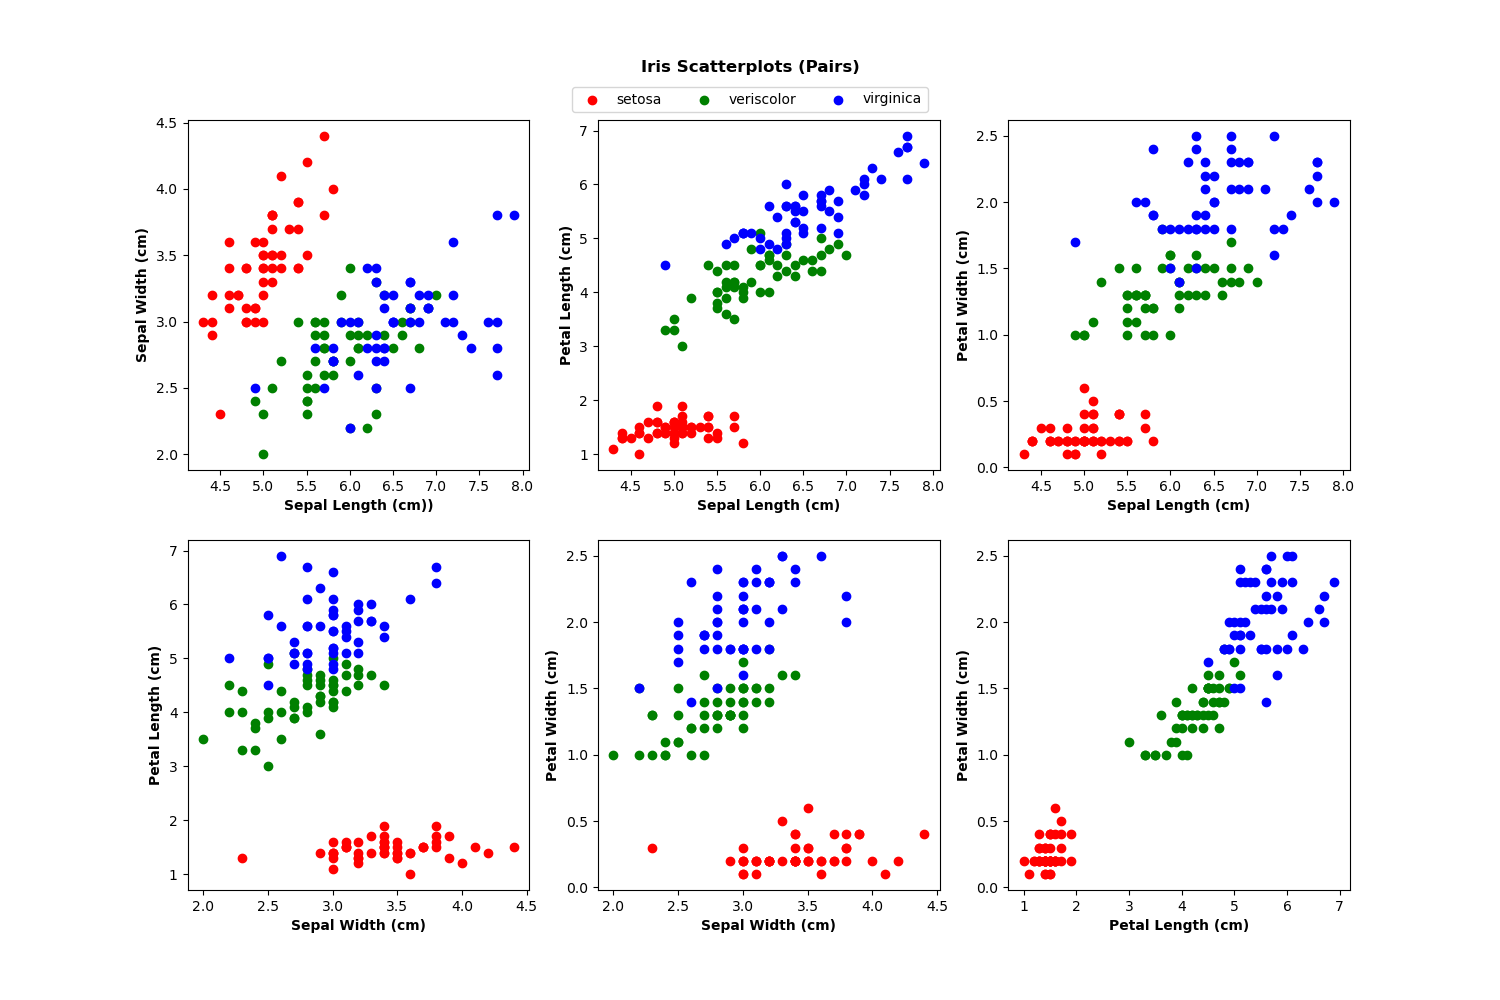 Iris Scatterplots (Pairs)
setosa veriscolor virginica
4.5
4.0
3.5
3.0
2.5
2.0
Sepal Width (cm)
4.5 5.0 5.5 6.0 6.5 7.0 7.5 8.0
Sepal Length (cm))
7
6
5
4
3
2
1
Petal Length (cm)
4.5 5.0 5.5 6.0 6.5 7.0 7.5 8.0
Sepal Length (cm)
2.5
2.0
1.5
1.0
0.5
0.0
Petal Width (cm)
4.5 5.0 5.5 6.0 6.5 7.0 7.5 8.0
Sepal Length (cm)
7
6
5
4
3
2
1
Petal Length (cm)
2.0 2.5 3.0 3.5 4.0 4.5
Sepal Width (cm)
2.5
2.0
1.5
1.0
0.5
0.0
Petal Width (cm)
2.0 2.5 3.0 3.5 4.0 4.5
Sepal Width (cm)
2.5
2.0
1.5
1.0
0.5
0.0
Petal Width (cm)
1 2 3 4 5 6 7
Petal Length (cm)